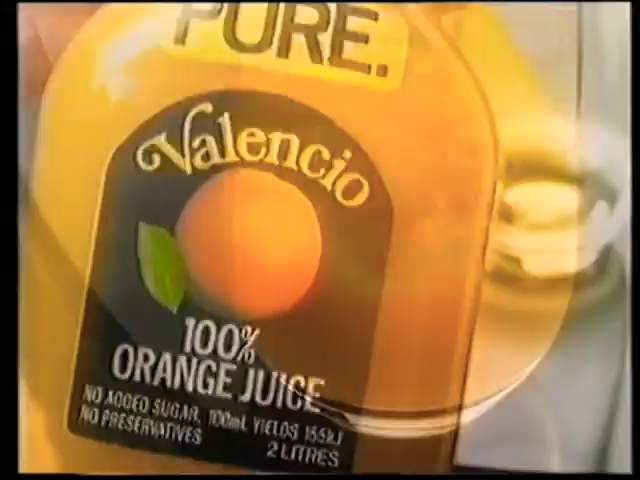 PURE.
Valencio
100%
ORANGE JUICE
NO ADDED SUGAR. 100mL YIELDS 155kJ
NO PRESERVATIVES
2 LITRES